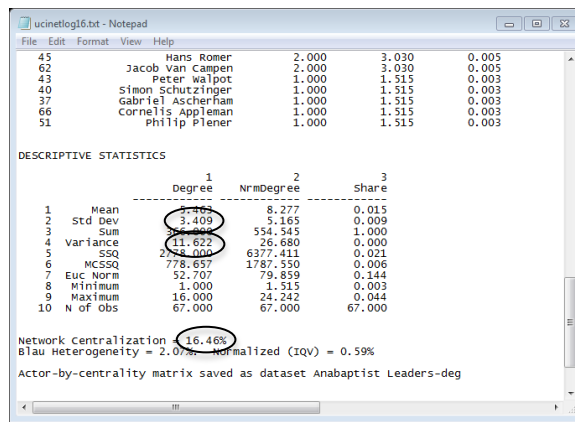 ucinetlog16.txt - Notepad
File Edit Format View Help
45 Hans Romer 2.000 3.030 0.005
62 Jacob Van Campen 2.000 3.030 0.005
43 Peter Walpot 1.000 1.515 0.003
40 Simon Schutzinger 1.000 1.515 0.003
37 Gabriel Ascherham 1.000 1.515 0.003
66 Cornelis Appleman 1.000 1.515 0.003
51 Philip Plener 1.000 1.515 0.003
DESCRIPTIVE STATISTICS
1 2 3
Degree NrmDegree Share
------------ ------------ ------------
1 Mean 5.463 8.277 0.015
2 Std Dev 3.409 5.165 0.009
3 Sum 366.000 554.545 1.000
4 Variance 11.622 26.680 0.000
5 SSQ 2778.000 6377.411 0.021
6 MCSSQ 778.657 1787.550 0.006
7 Euc Norm 52.707 79.859 0.144
8 Minimum 1.000 1.515 0.003
9 Maximum 16.000 24.242 0.044
10 N of Obs 67.000 67.000 67.000
Network Centralization = 16.46%
Blau Heterogeneity = 2.07%. Normalized (IQV) = 0.59%
Actor-by-centrality matrix saved as dataset Anabaptist Leaders-deg